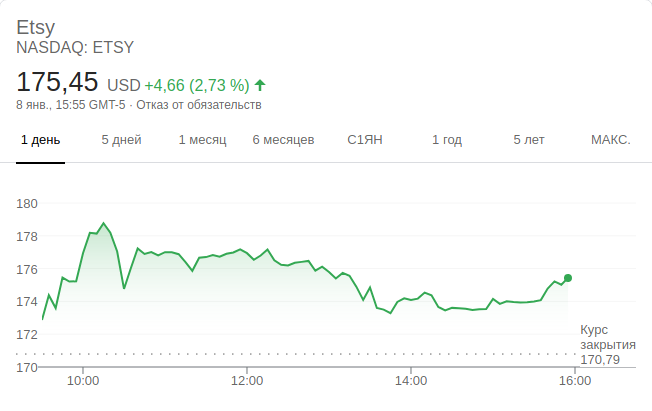 Etsy
NASDAQ: ETSY
175,45 USD +4,66 (2,73 %)
8 янв., 15:55 GMT-5 · Отказ от обязательств
1 день 5 дней 1 месяц 6 месяцев С1ЯН 1 год 5 лет МАКС.
180
178
176
174
172
170
Курс
закрытия
170,79
10:00 12:00 14:00 16:00